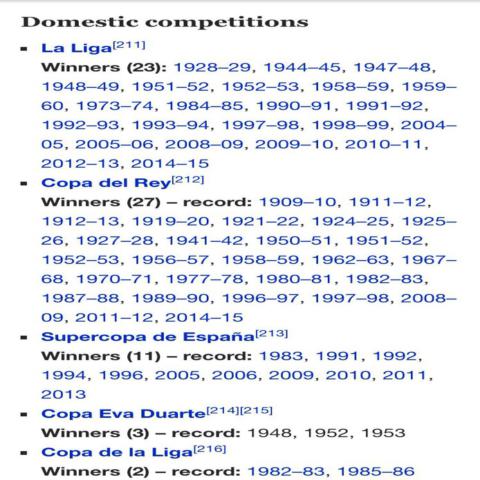 Domestic competitions
▪ La Liga[211]
Winners (23): 1928–29, 1944–45, 1947–48,
1948–49, 1951–52, 1952–53, 1958–59, 1959–
60, 1973–74, 1984–85, 1990–91, 1991–92,
1992–93, 1993–94, 1997–98, 1998–99, 2004–
05, 2005–06, 2008–09, 2009–10, 2010–11,
2012–13, 2014–15
▪ Copa del Rey[212]
Winners (27) – record: 1909–10, 1911–12,
1912–13, 1919–20, 1921–22, 1924–25, 1925–
26, 1927–28, 1941–42, 1950–51, 1951–52,
1952–53, 1956–57, 1958–59, 1962–63, 1967–
68, 1970–71, 1977–78, 1980–81, 1982–83,
1987–88, 1989–90, 1996–97, 1997–98, 2008–
09, 2011–12, 2014–15
▪ Supercopa de España[213]
Winners (11) – record: 1983, 1991, 1992,
1994, 1996, 2005, 2006, 2009, 2010, 2011,
2013
▪ Copa Eva Duarte[214][215]
Winners (3) – record: 1948, 1952, 1953
▪ Copa de la Liga[216]
Winners (2) – record: 1982–83, 1985–86